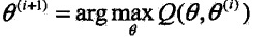 θ^{(i+1)} = arg max_θ Q(θ, θ^{(i)})